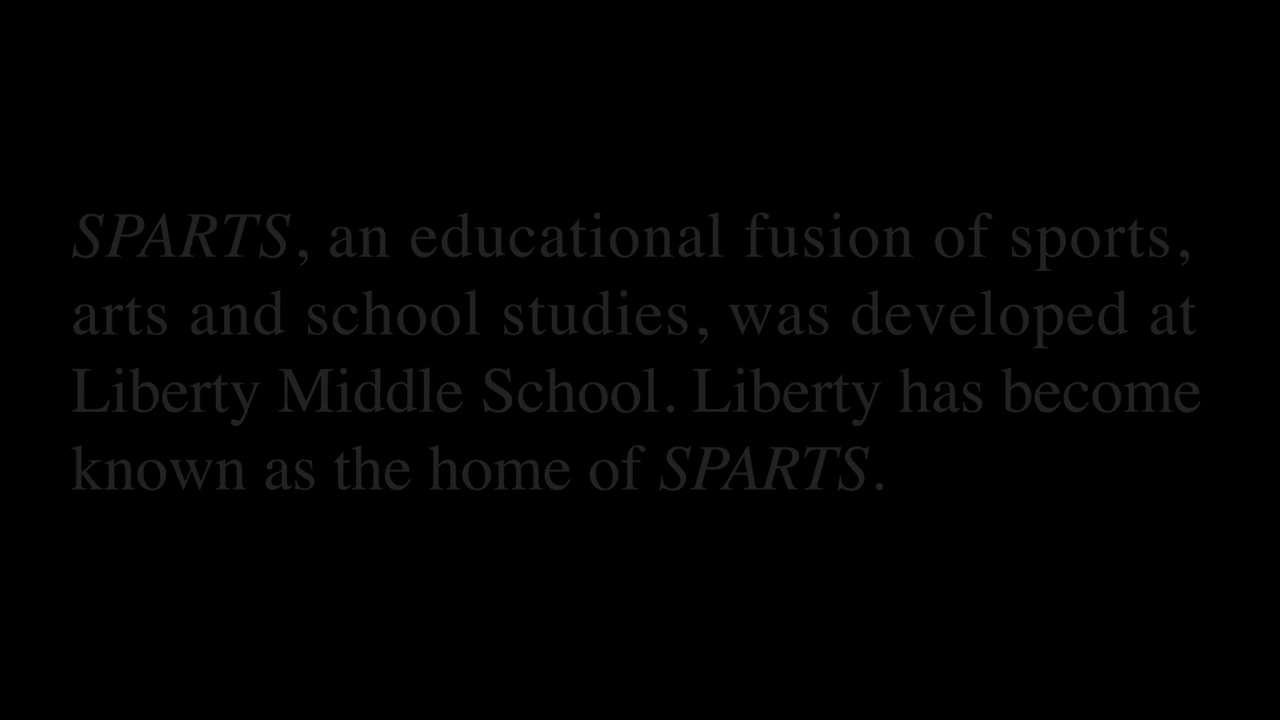 SPARTS, an educational fusion of sports,
arts and school studies, was developed at
Liberty Middle School. Liberty has become
known as the home of SPARTS.